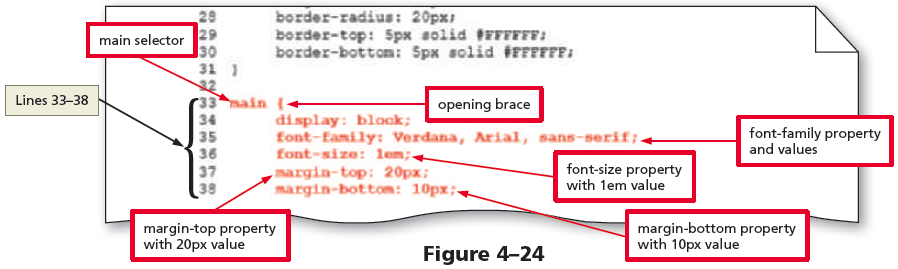 28 border-radius: 20px;
29 border-top: 5px solid #FFFFFF;
30 border-bottom: 5px solid #FFFFFF;
31 }
32
33 main {
34 display: block;
35 font-family: Verdana, Arial, sans-serif;
36 font-size: 1em;
37 margin-top: 20px;
38 margin-bottom: 10px;
main selector
Lines 33–38
opening brace
font-family property
and values
font-size property
with 1em value
margin-top property
with 20px value
margin-bottom property
with 10px value
Figure 4–24